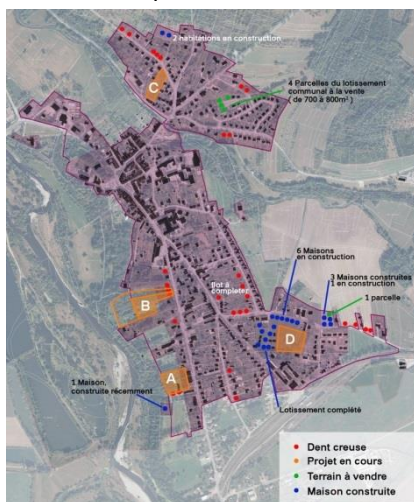 2 habitations en construction
C
4 Parcelles du lotissement
communal à la vente
( de 700 à 800m²)
6 Maisons
en construction
3 Maisons construites
1 en construction
îlot à
compléter
1 parcelle
B
D
A
1 Maison,
construite récemment
Lotissement complété
Dent creuse
Projet en cours
Terrain à vendre
Maison construite